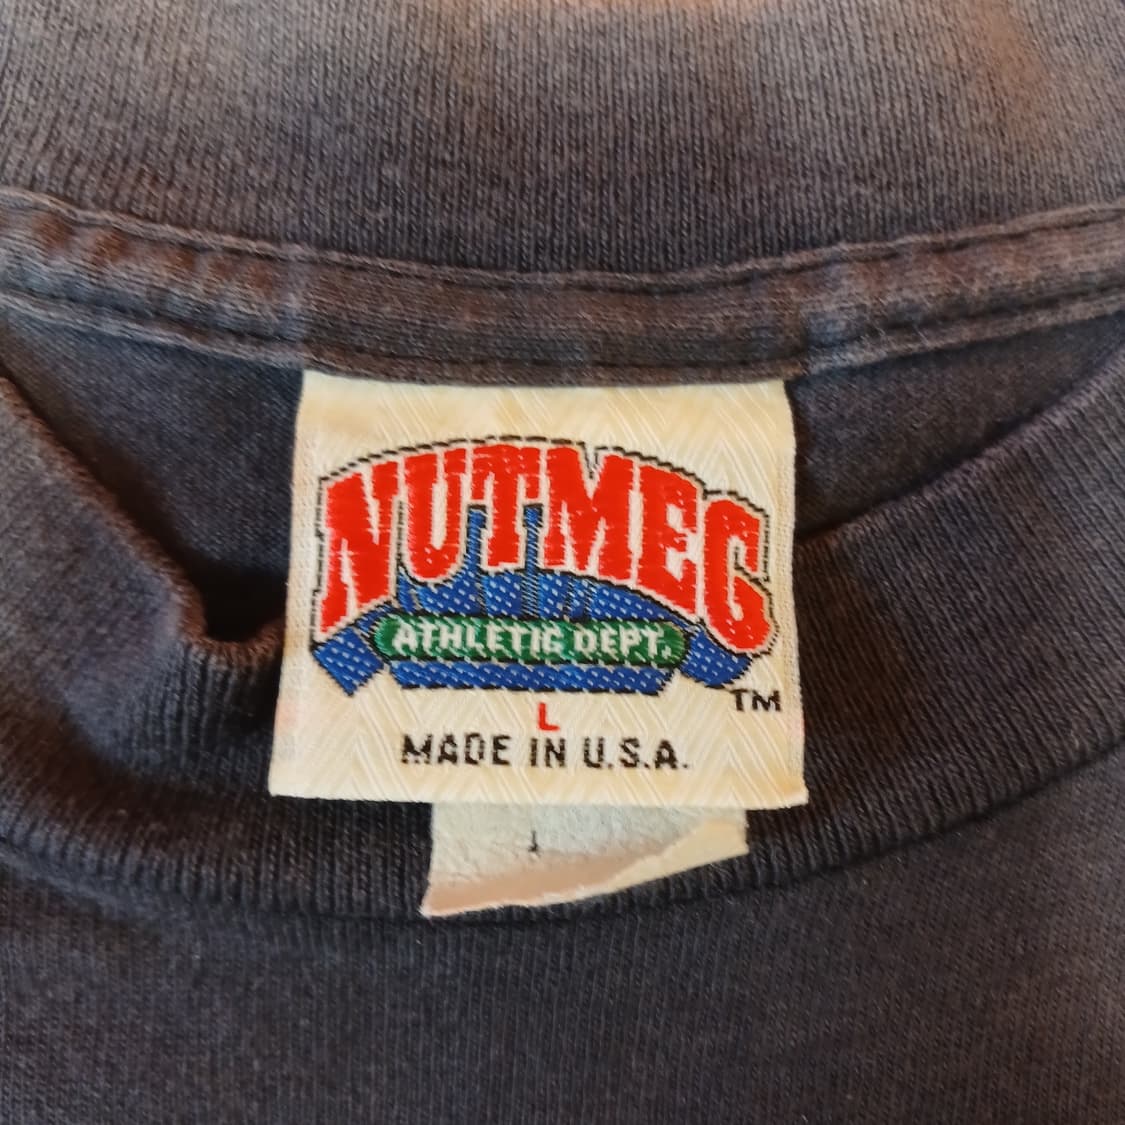 NUTMEG
ATHLETIC DEPT.
TM
L
MADE IN U.S.A.